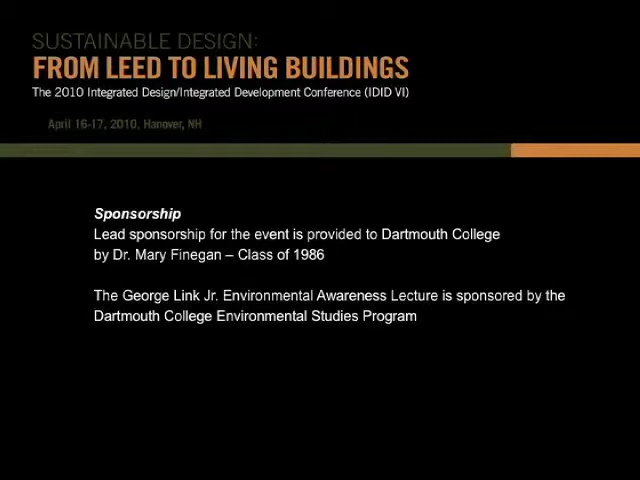 SUSTAINABLE DESIGN:
FROM LEED TO LIVING BUILDINGS
The 2010 Integrated Design/Integrated Development Conference (IDID VI)
April 16-17, 2010, Hanover, NH
Sponsorship
Lead sponsorship for the event is provided to Dartmouth College
by Dr. Mary Finegan – Class of 1986
The George Link Jr. Environmental Awareness Lecture is sponsored by the
Dartmouth College Environmental Studies Program